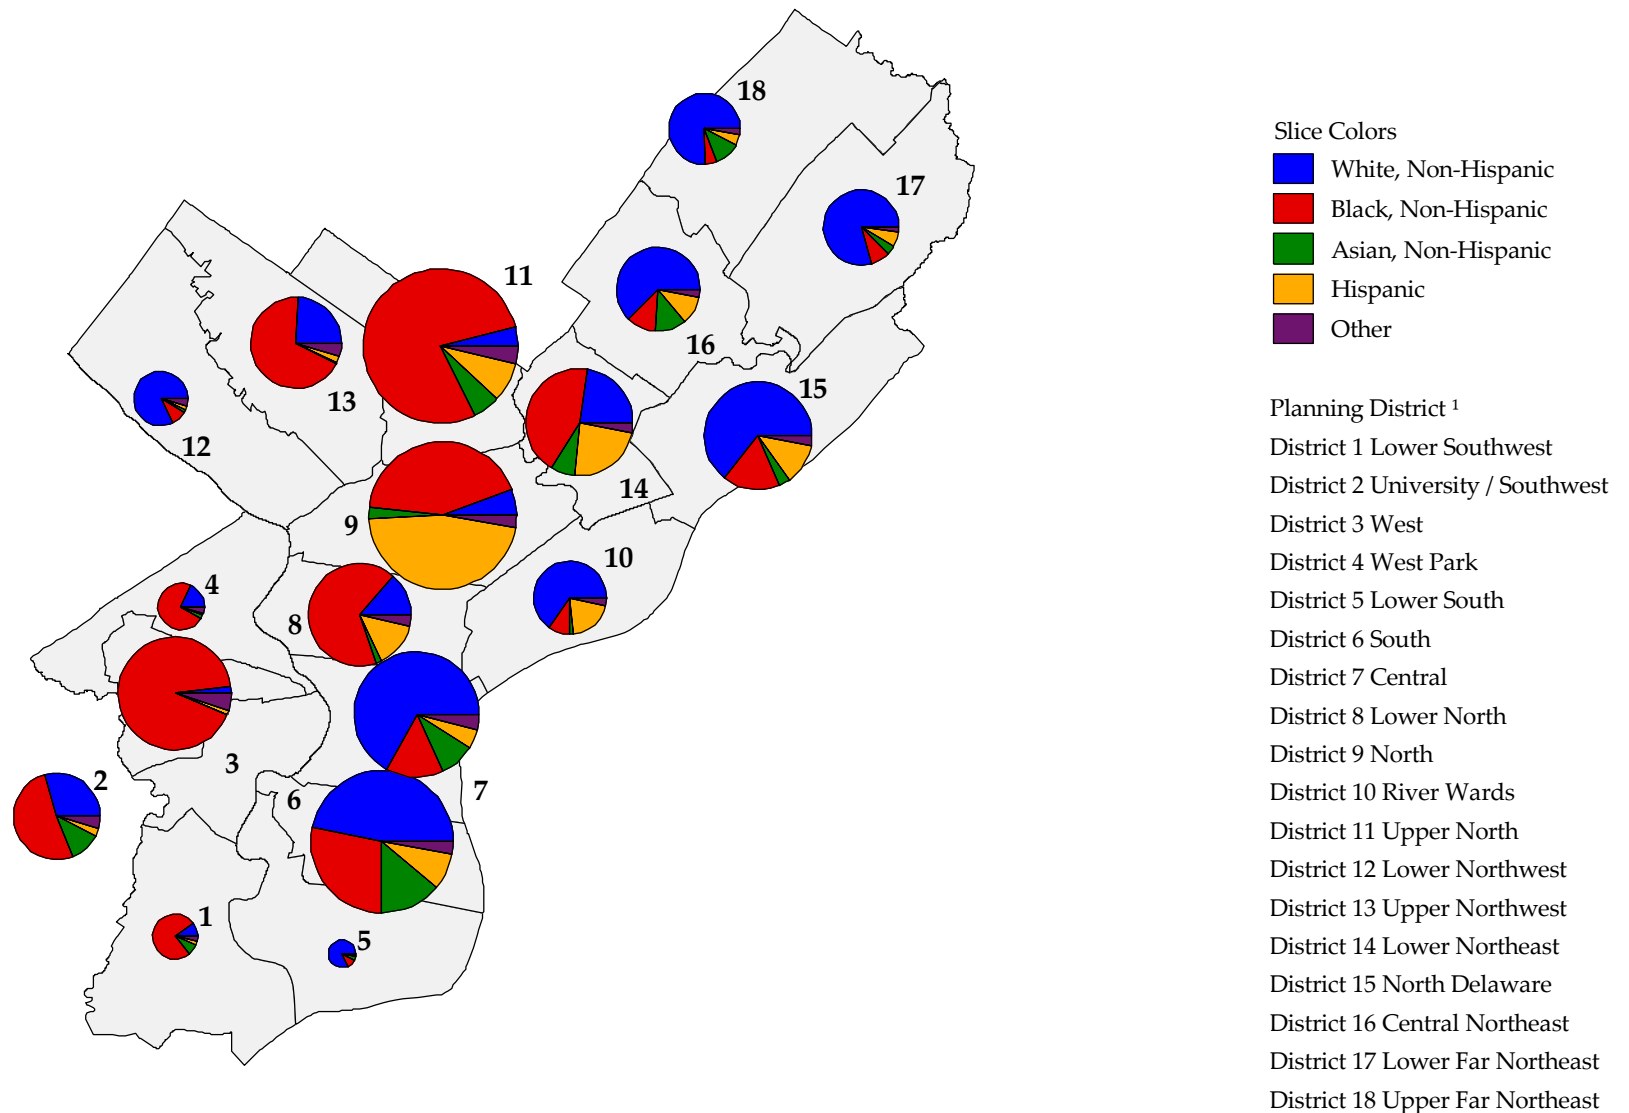 18
17
11
16
13
15
12
14
9
10
4
8
3
2
6
7
1
5
Slice Colors
White, Non-Hispanic
Black, Non-Hispanic
Asian, Non-Hispanic
Hispanic
Other
Planning District ¹
District 1 Lower Southwest
District 2 University / Southwest
District 3 West
District 4 West Park
District 5 Lower South
District 6 South
District 7 Central
District 8 Lower North
District 9 North
District 10 River Wards
District 11 Upper North
District 12 Lower Northwest
District 13 Upper Northwest
District 14 Lower Northeast
District 15 North Delaware
District 16 Central Northeast
District 17 Lower Far Northeast
District 18 Upper Far Northeast